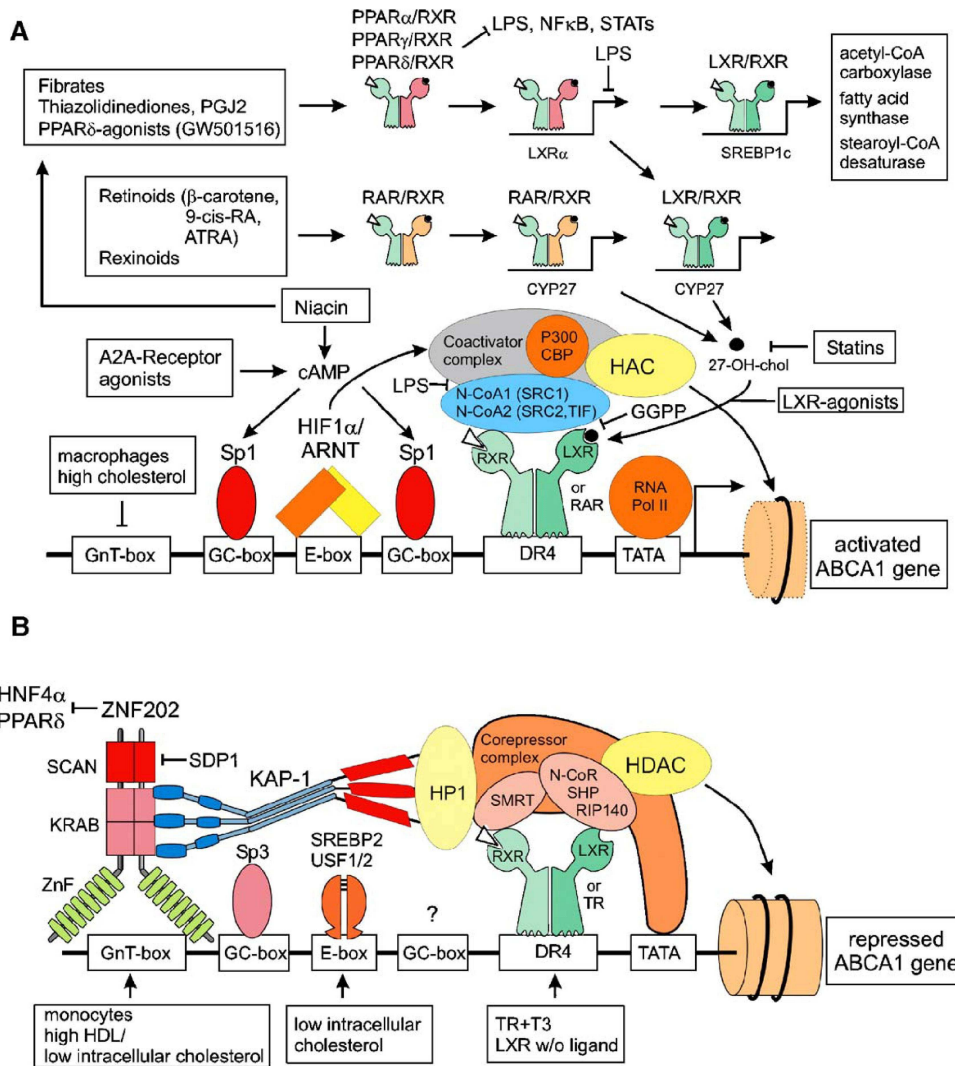 A
PPARα/RXR
PPARγ/RXR
PPARδ/RXR
LPS, NFκB, STATs
LPS
LXR/RXR
acetyl-CoA
carboxylase
fatty acid
synthase
stearoyl-CoA
desaturase
Fibrates
Thiazolidinediones, PGJ2
PPARδ-agonists (GW501516)
LXRα
SREBP1c
Retinoids (β-carotene,
9-cis-RA,
ATRA)
Rexinoids
RAR/RXR
RAR/RXR
LXR/RXR
CYP27
CYP27
Niacin
A2A-Receptor
agonists
cAMP
Coactivator
complex
P300
CBP
HAC
27-OH-chol
Statins
LPS
N-CoA1 (SRC1)
N-CoA2 (SRC2,TIF)
GGPP
LXR-agonists
HIF1α/
ARNT
Sp1
Sp1
macrophages
high cholesterol
RXR
LXR
or
RAR
RNA
Pol II
GnT-box
GC-box
E-box
GC-box
DR4
TATA
activated
ABCA1 gene
B
HNF4α
PPARδ
ZNF202
SCAN
SDP1
KAP-1
KRAB
ZnF
HP1
Corepressor
complex
HDAC
SMRT
N-CoR
SHP
RIP140
Sp3
SREBP2
USF1/2
?
RXR
LXR
or
TR
GnT-box
GC-box
E-box
GC-box
DR4
TATA
repressed
ABCA1 gene
monocytes
high HDL/
low intracellular cholesterol
low intracellular
cholesterol
TR+T3
LXR w/o ligand